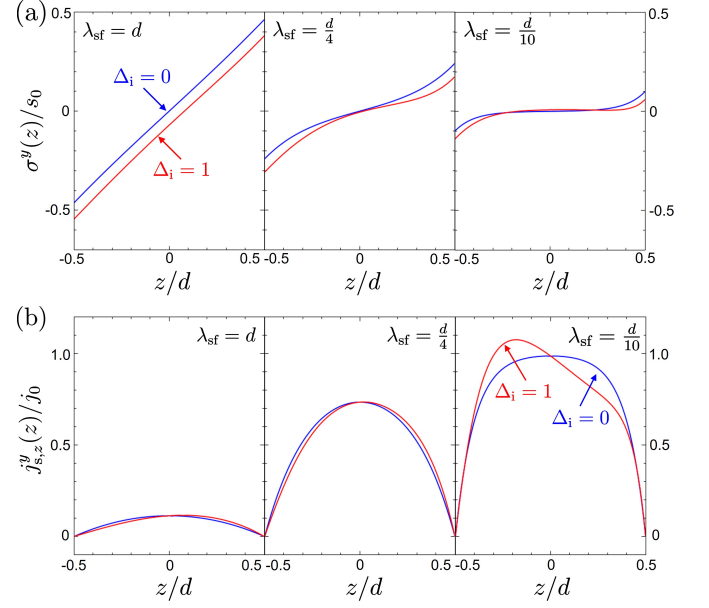 (a)
λsf = d
λsf = d/4
λsf = d/10
0.5
0
-0.5
σ^y(z)/s0
Δi = 0
Δi = 1
0.5
0
-0.5
-0.5 0 0.5 -0.5 0 0.5 -0.5 0 0.5
z/d z/d z/d
(b)
λsf = d
λsf = d/4
λsf = d/10
1.0
0.5
0
j^y_s,z(z)/j0
Δi = 1
Δi = 0
1.0
0.5
0
-0.5 0 0.5 -0.5 0 0.5 -0.5 0 0.5
z/d z/d z/d